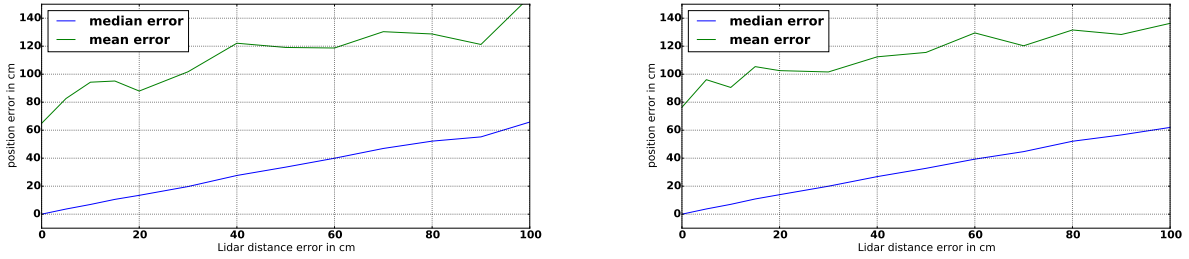 140
120
100
80
60
40
20
0
position error in cm
median error
mean error
0 20 40 60 80 100
Lidar distance error in cm
140
120
100
80
60
40
20
0
position error in cm
median error
mean error
0 20 40 60 80 100
Lidar distance error in cm